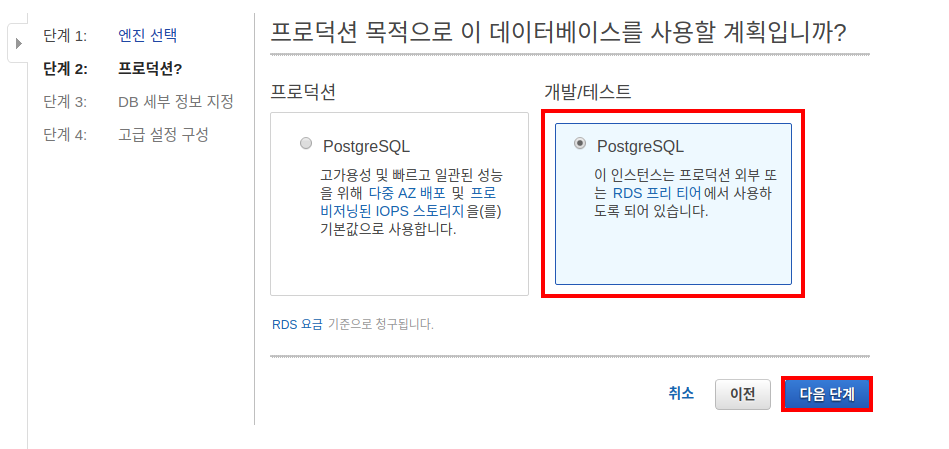 단계 1: 엔진 선택
단계 2: 프로덕션?
단계 3: DB 세부 정보 지정
단계 4: 고급 설정 구성
프로덕션 목적으로 이 데이터베이스를 사용할 계획입니까?
프로덕션
PostgreSQL
고가용성 및 빠르고 일관된 성능
을 위해 다중 AZ 배포 및 프로
비저닝된 IOPS 스토리지을(를)
기본값으로 사용합니다.
개발/테스트
PostgreSQL
이 인스턴스는 프로덕션 외부 또
는 RDS 프리 티어에서 사용하
도록 되어 있습니다.
RDS 요금 기준으로 청구됩니다.
취소 이전 다음 단계